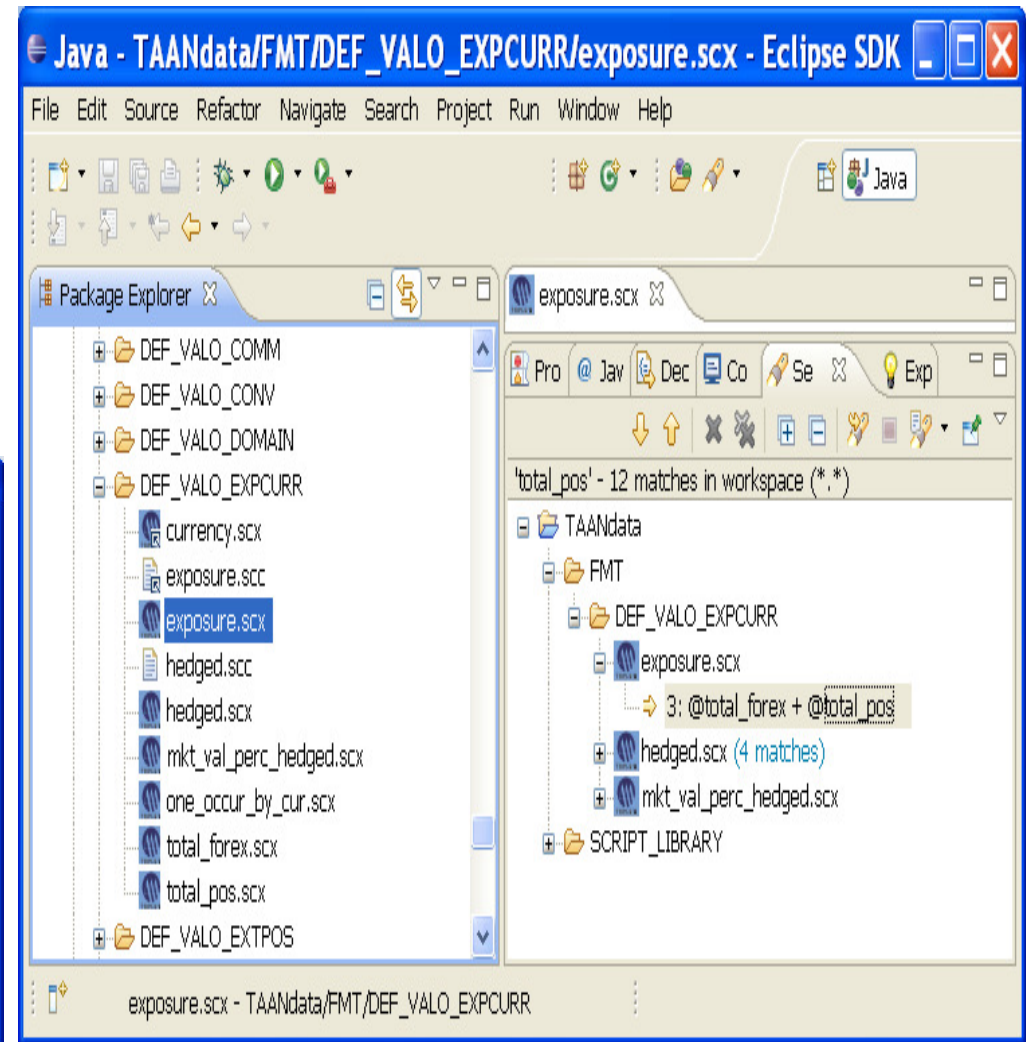 Java - TAANdata/FMT/DEF_VALO_EXPCURR/exposure.scx - Eclipse SDK
File Edit Source Refactor Navigate Search Project Run Window Help
Java
Package Explorer
DEF_VALO_COMM
DEF_VALO_CONV
DEF_VALO_DOMAIN
DEF_VALO_EXPCURR
currency.scx
exposure.scc
exposure.scx
hedged.scc
hedged.scx
mkt_val_perc_hedged.scx
one_occur_by_cur.scx
total_forex.scx
total_pos.scx
DEF_VALO_EXTPOS
exposure.scx
Pro @ Jav Dec Co Se Exp
'total_pos' - 12 matches in workspace (*.*)
TAANdata
FMT
DEF_VALO_EXPCURR
exposure.scx
3: @total_forex + @total_pos
hedged.scx (4 matches)
mkt_val_perc_hedged.scx
SCRIPT_LIBRARY
exposure.scx - TAANdata/FMT/DEF_VALO_EXPCURR